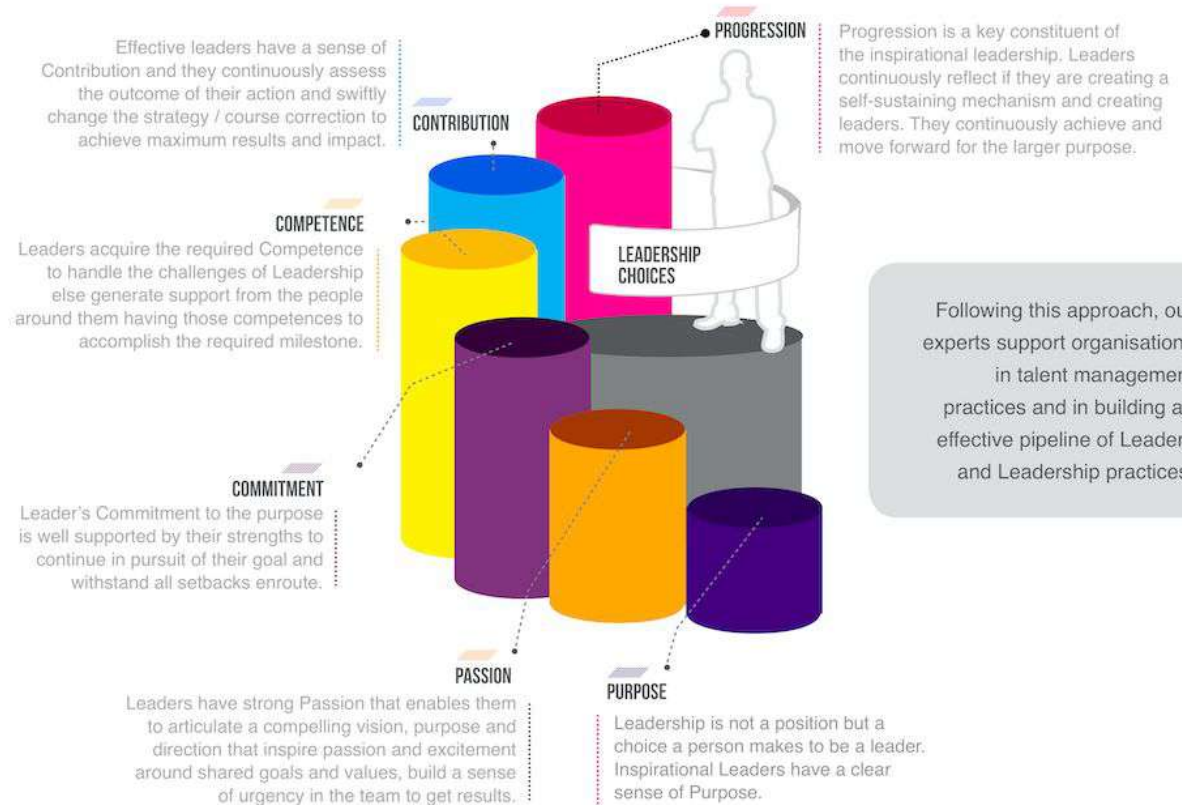 PROGRESSION
Progression is a key constituent of
the inspirational leadership. Leaders
continuously reflect if they are creating a
self-sustaining mechanism and creating
leaders. They continuously achieve and
move forward for the larger purpose.
Effective leaders have a sense of
Contribution and they continuously assess
the outcome of their action and swiftly
change the strategy / course correction to
achieve maximum results and impact.
CONTRIBUTION
COMPETENCE
Leaders acquire the required Competence
to handle the challenges of Leadership
else generate support from the people
around them having those competences to
accomplish the required milestone.
LEADERSHIP
CHOICES
Following this approach,
experts support
in talent
practices and in building
effective pipeline of
and Leadership
COMMITMENT
Leader's Commitment to the purpose
is well supported by their strengths to
continue in pursuit of their goal and
withstand all setbacks enroute.
PASSION
Leaders have strong Passion that enables them
to articulate a compelling vision, purpose and
direction that inspire passion and excitement
around shared goals and values, build a sense
of urgency in the team to get results.
PURPOSE
Leadership is not a position but a
choice a person makes to be a leader.
Inspirational Leaders have a clear
sense of Purpose.